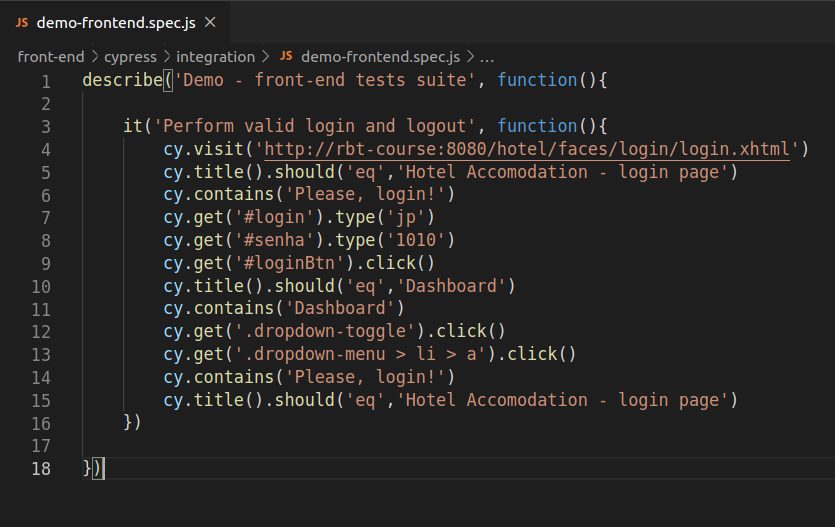 JS demo-frontend.spec.js ×
front-end > cypress > integration > JS demo-frontend.spec.js > ...
1 describe('Demo - front-end tests suite', function(){
2
3     it('Perform valid login and logout', function(){
4         cy.visit('http://rbt-course:8080/hotel/faces/login/login.xhtml')
5         cy.title().should('eq','Hotel Accomodation - login page')
6         cy.contains('Please, login!')
7         cy.get('#login').type('jp')
8         cy.get('#senha').type('1010')
9         cy.get('#loginBtn').click()
10         cy.title().should('eq','Dashboard')
11         cy.contains('Dashboard')
12         cy.get('.dropdown-toggle').click()
13         cy.get('.dropdown-menu > li > a').click()
14         cy.contains('Please, login!')
15         cy.title().should('eq','Hotel Accomodation - login page')
16     })
17
18 })